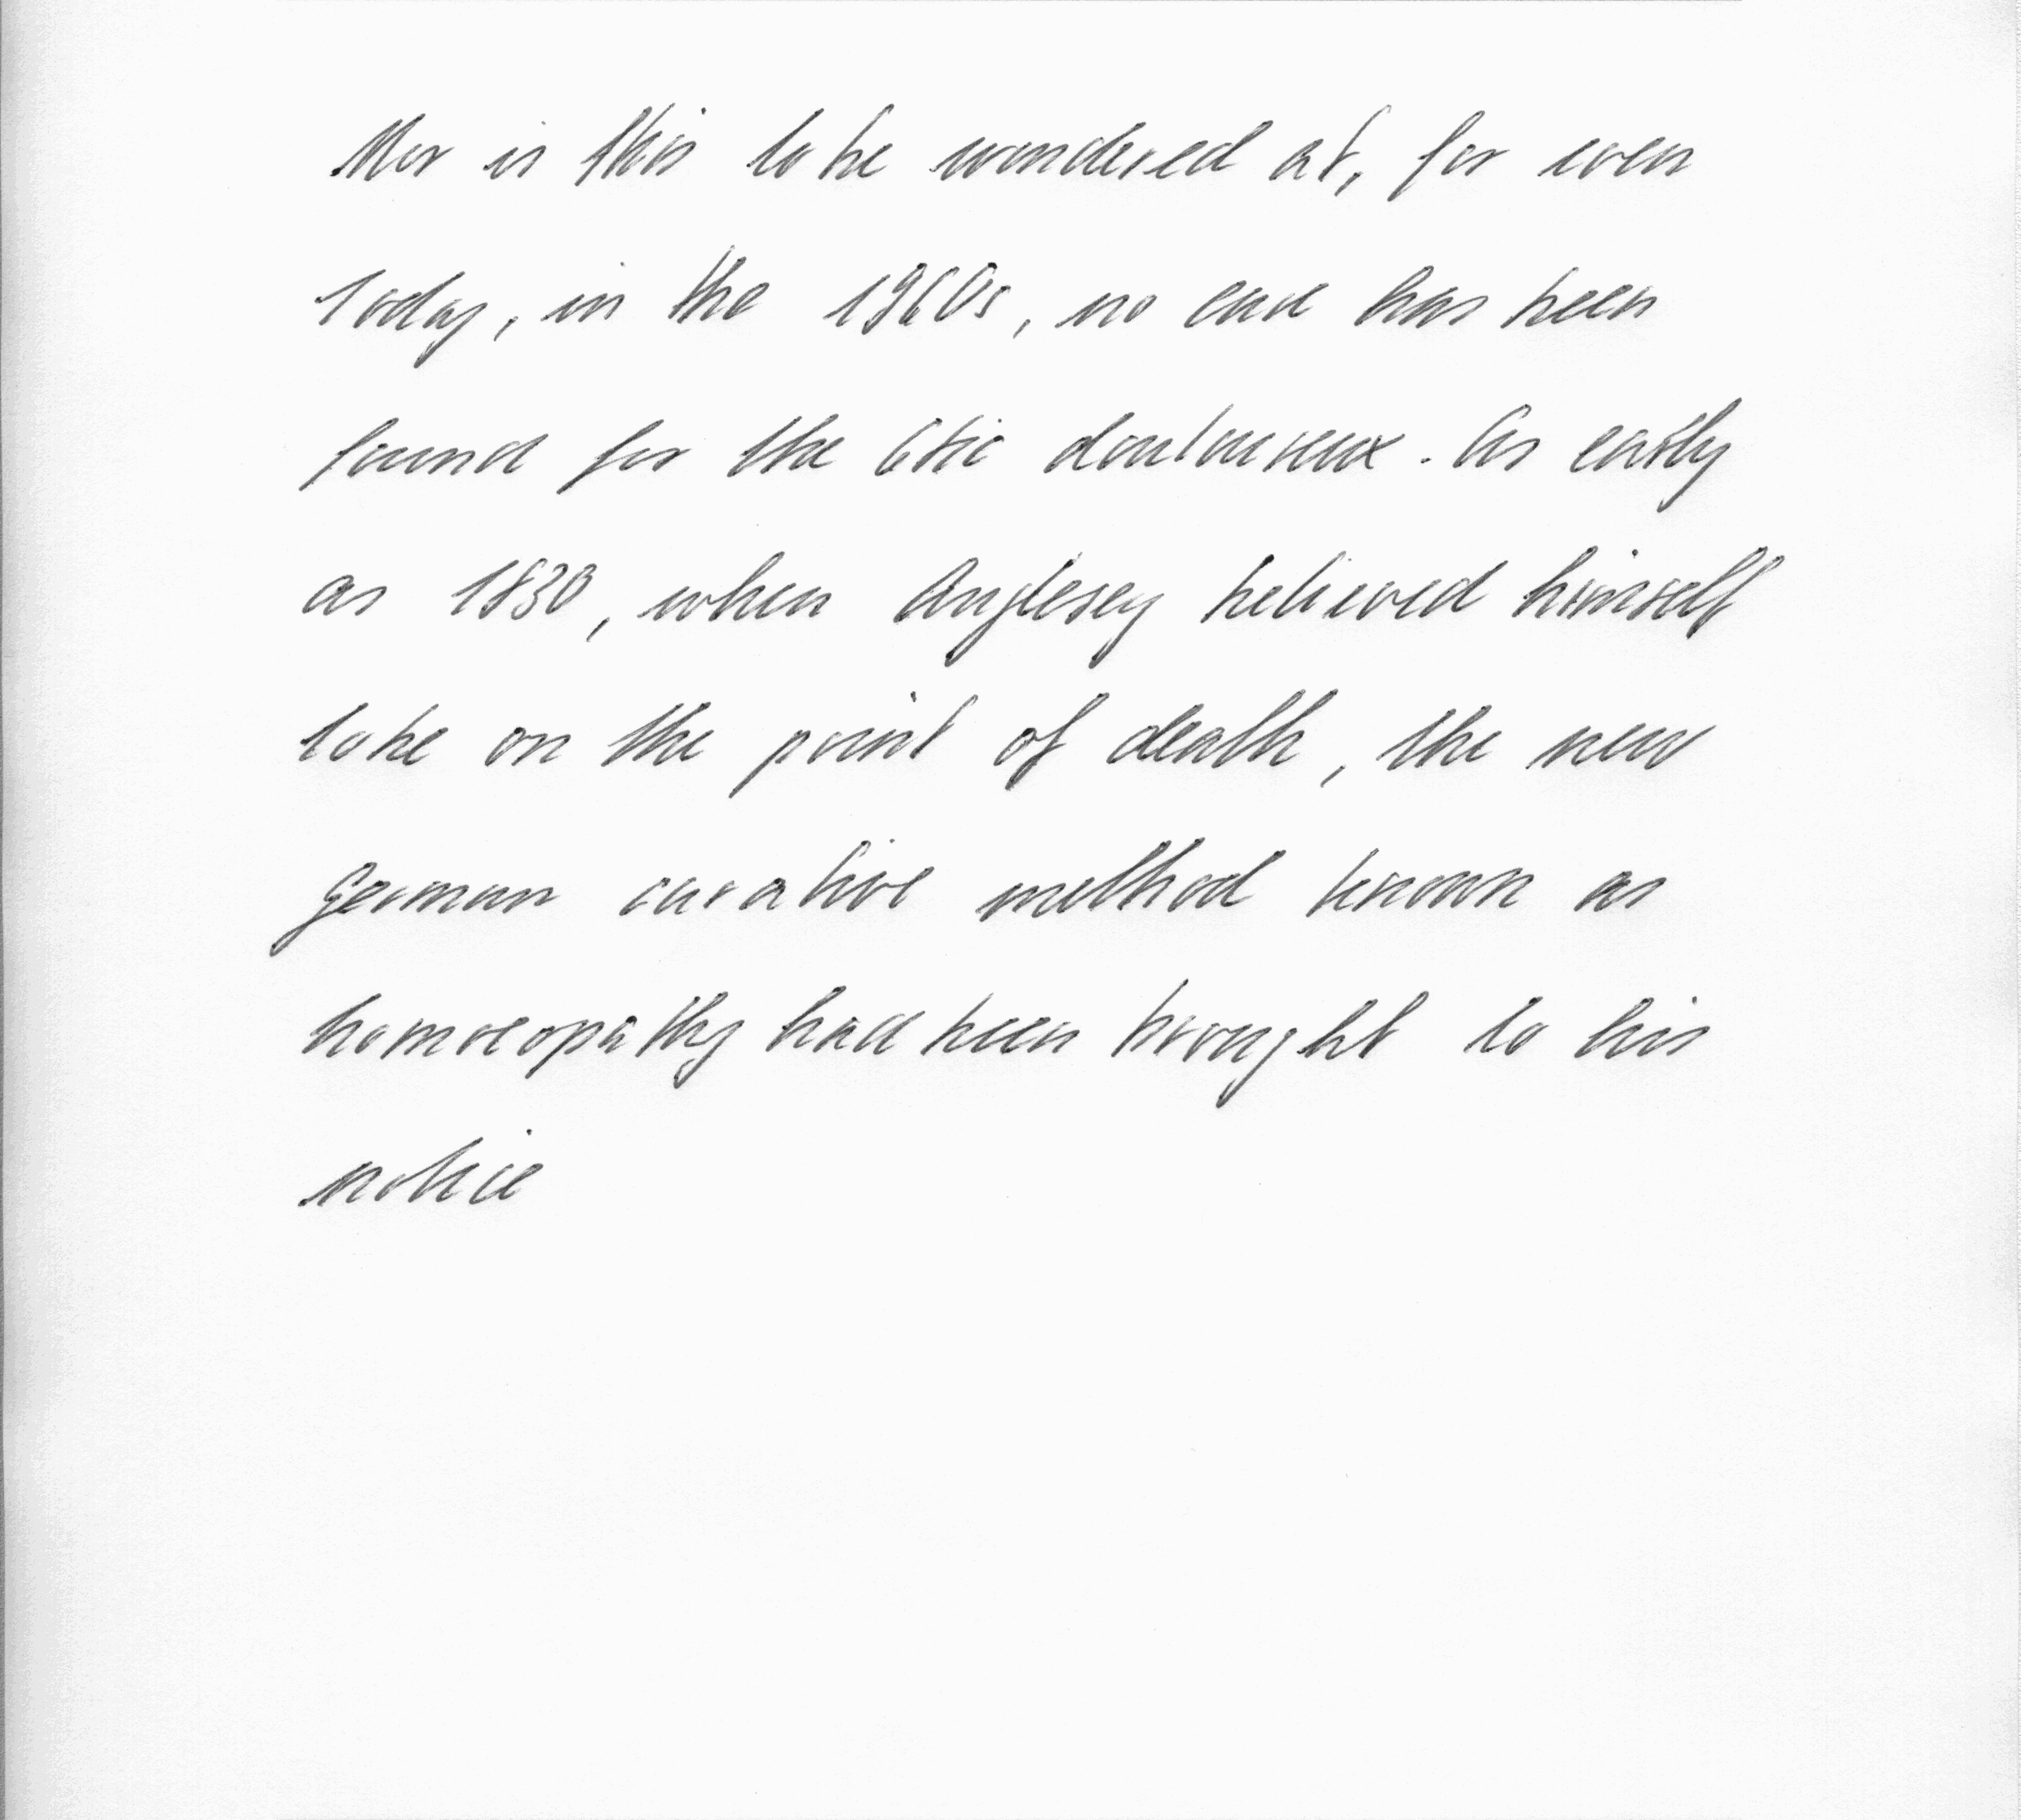 Nor is this to be wondered at, for even
today, in the 1960s, no cure has been
found for the tic douloureux. As early
as 1830, when Anglesey believed himself
to be on the point of death, the new
German curative method known as
homoeopathy had been brought to his
notice